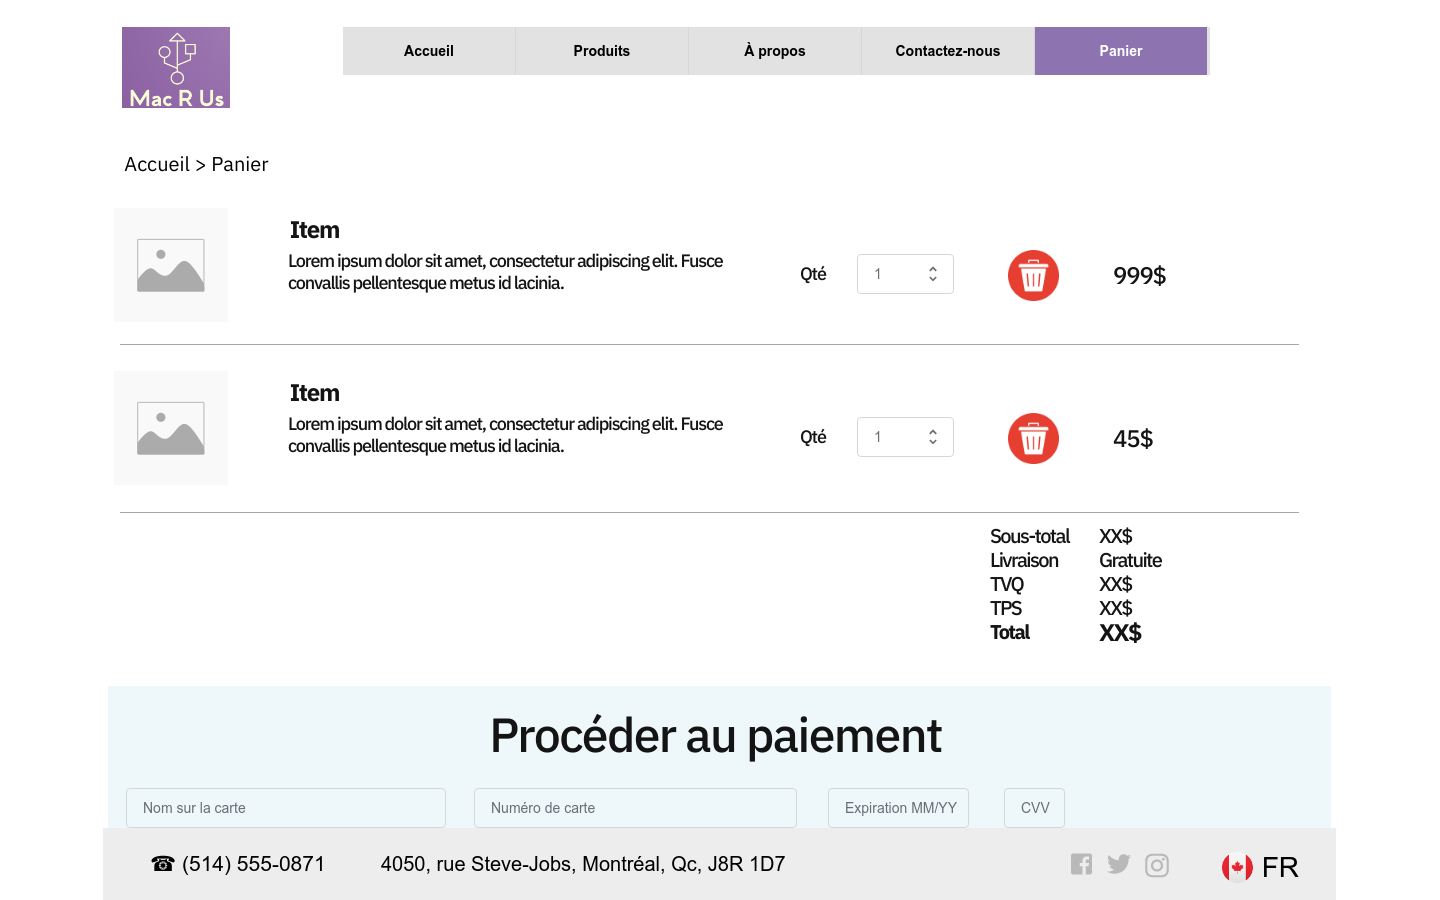 Mac R Us
Accueil
Produits
À propos
Contactez-nous
Panier
Accueil > Panier
Item
Lorem ipsum dolor sit amet, consectetur adipiscing elit. Fusce
convallis pellentesque metus id lacinia.
Qté
1
999$
Item
Lorem ipsum dolor sit amet, consectetur adipiscing elit. Fusce
convallis pellentesque metus id lacinia.
Qté
1
45$
Sous-total XX$
Livraison Gratuite
TVQ XX$
TPS XX$
Total XX$
Procéder au paiement
Nom sur la carte
Numéro de carte
Expiration MM/YY
CVV
☎ (514) 555-0871
4050, rue Steve-Jobs, Montréal, Qc, J8R 1D7
FR